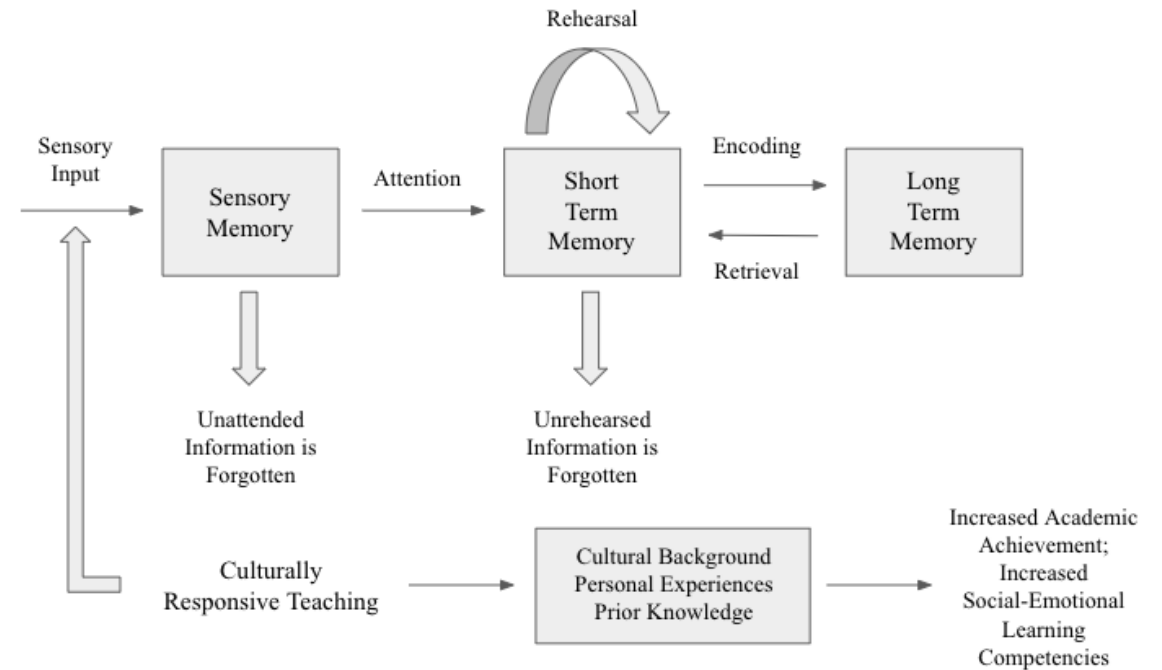 Rehearsal
Sensory
Input
Sensory
Memory
Attention
Short
Term
Memory
Encoding
Retrieval
Long
Term
Memory
Unattended
Information is
Forgotten
Unrehearsed
Information is
Forgotten
Culturally
Responsive Teaching
Cultural Background
Personal Experiences
Prior Knowledge
Increased Academic
Achievement;
Increased
Social-Emotional
Learning
Competencies